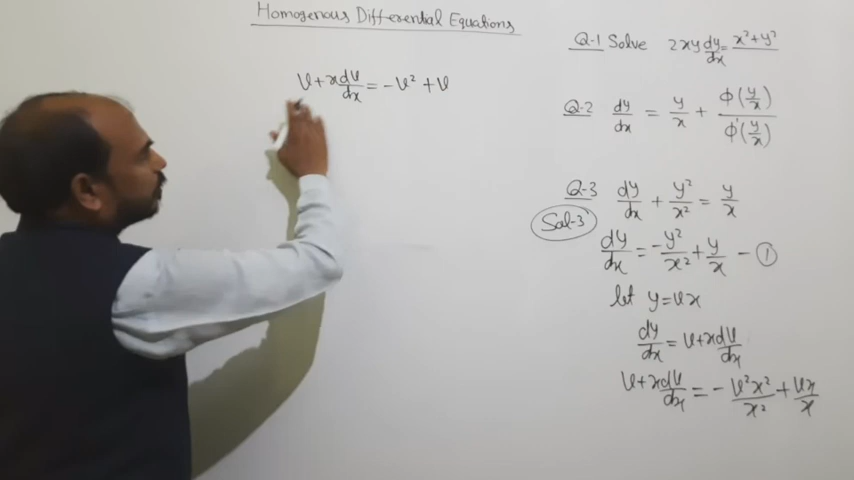 Homogenous Differential Equations
v + x dv/dx = -v² + v
Q-1 Solve 2xy dy/dx = x² + y²
Q-2 dy/dx = y/x + φ(y/x)/φ'(y/x)
Q-3 dy/dx + y²/x² = y/x
Sol-3
dy/dx = -y²/x² + y/x - ①
let y = vx
dy/dx = v + x dv/dx
v + x dv/dx = - v²x²/x² + vx/x